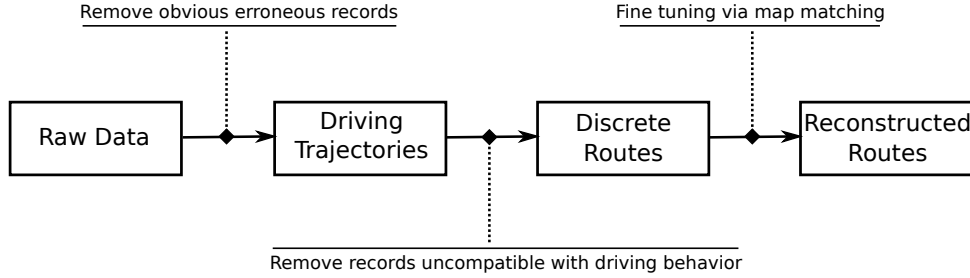 Remove obvious erroneous records
Fine tuning via map matching
Raw Data
Driving
Trajectories
Discrete
Routes
Reconstructed
Routes
Remove records uncompatible with driving behavior